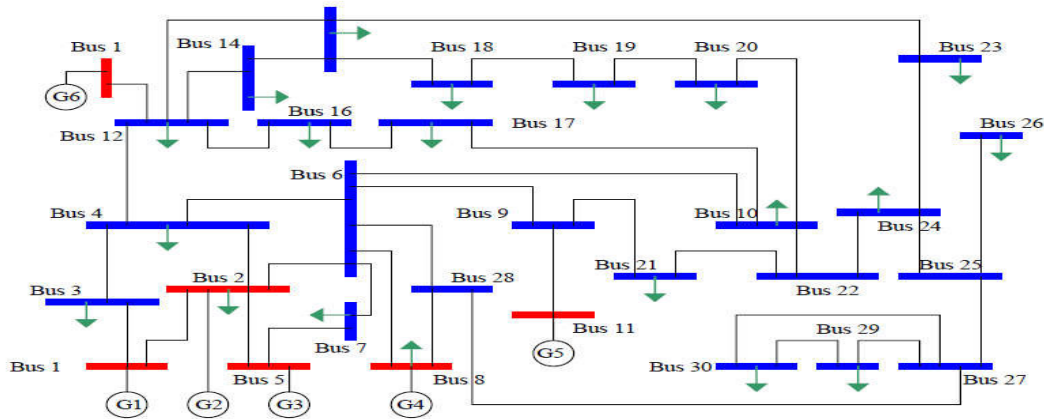 Bus 1
Bus 14
Bus 18
Bus 19
Bus 20
Bus 23
G6
Bus 16
Bus 12
Bus 17
Bus 26
Bus 6
Bus 4
Bus 9
Bus 10
Bus 24
Bus 2
Bus 28
Bus 21
Bus 25
Bus 3
Bus 22
Bus 7
Bus 11
Bus 29
Bus 1
Bus 5
Bus 8
G5
Bus 30
Bus 27
G1
G2
G3
G4